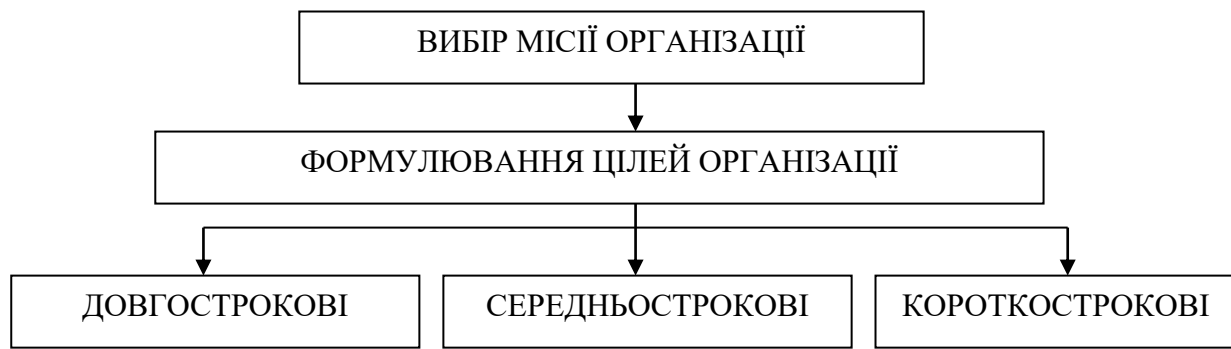 ВИБІР МІСІЇ ОРГАНІЗАЦІЇ
ФОРМУЛЮВАННЯ ЦІЛЕЙ ОРГАНІЗАЦІЇ
ДОВГОСТРОКОВІ
СЕРЕДНЬОСТРОКОВІ
КОРОТКОСТРОКОВІ